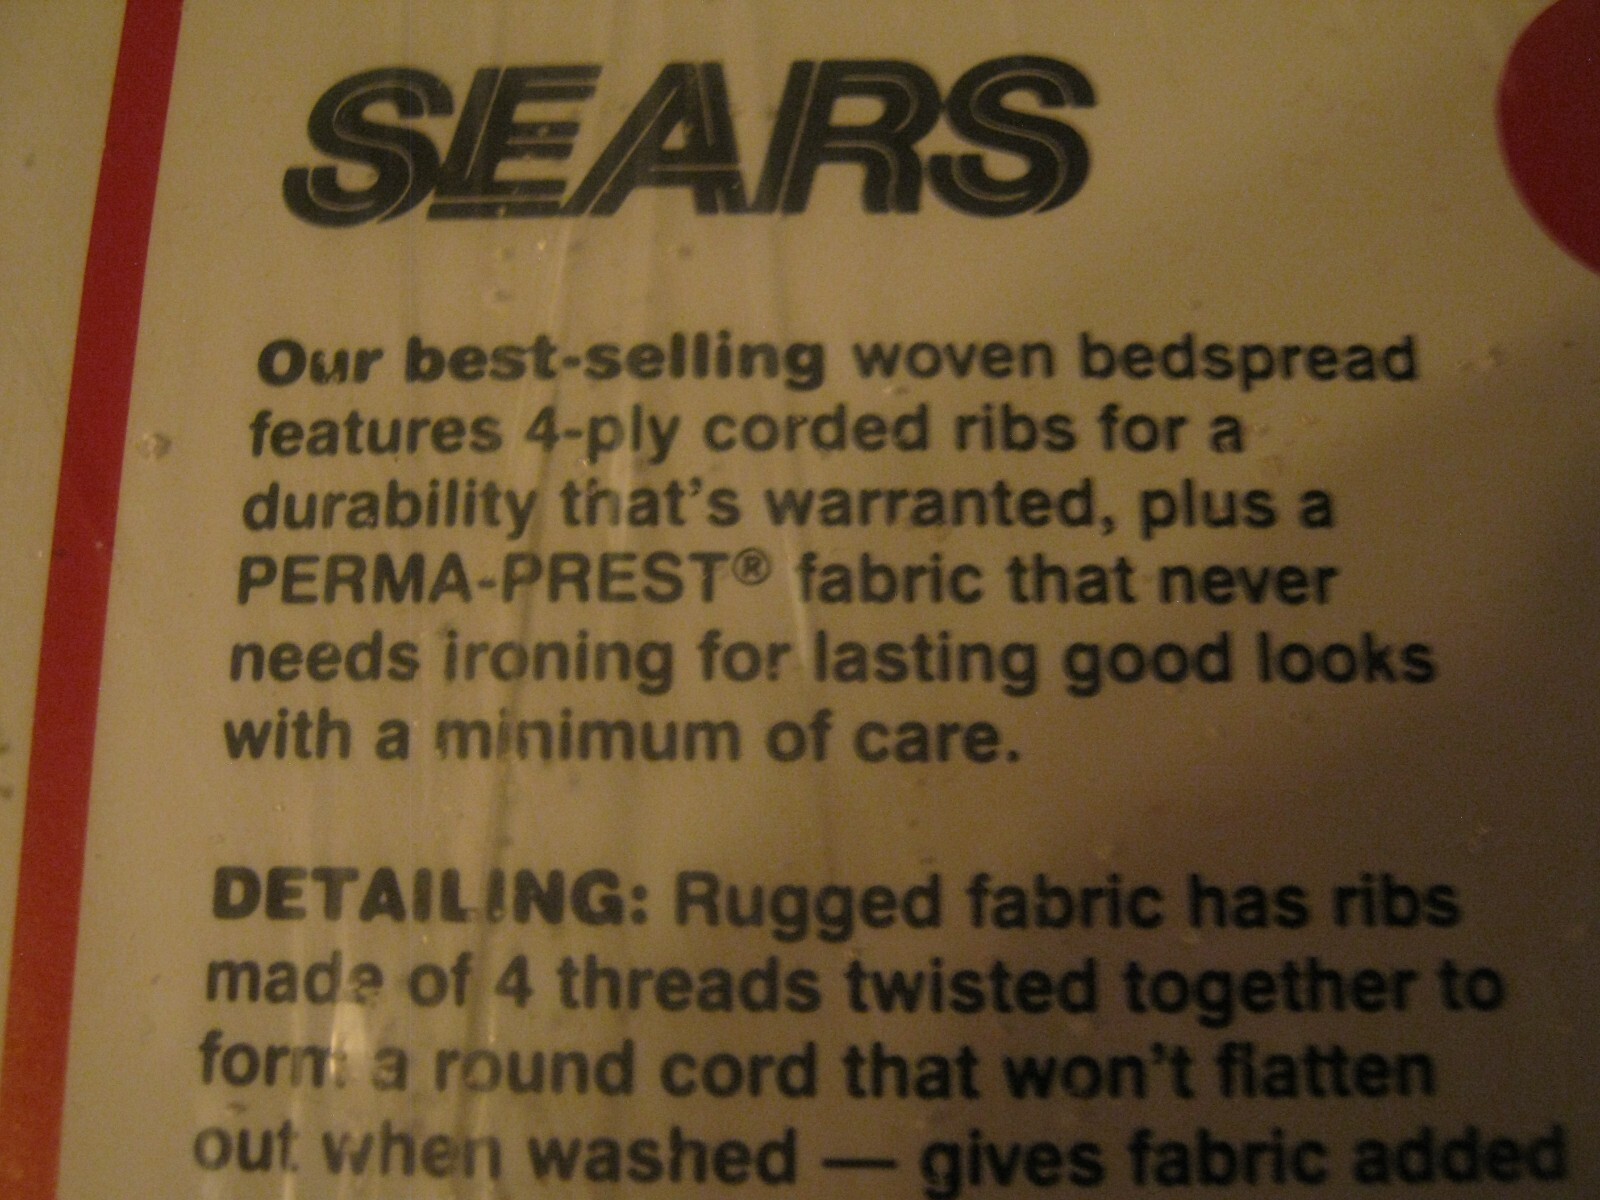 SEARS
Our best-selling woven bedspread
features 4-ply corded ribs for a
durability that's warranted, plus a
PERMA-PREST® fabric that never
needs ironing for lasting good looks
with a minimum of care.
DETAILING: Rugged fabric has ribs
made of 4 threads twisted together to
form a round cord that won't flatten
out when washed — gives fabric added